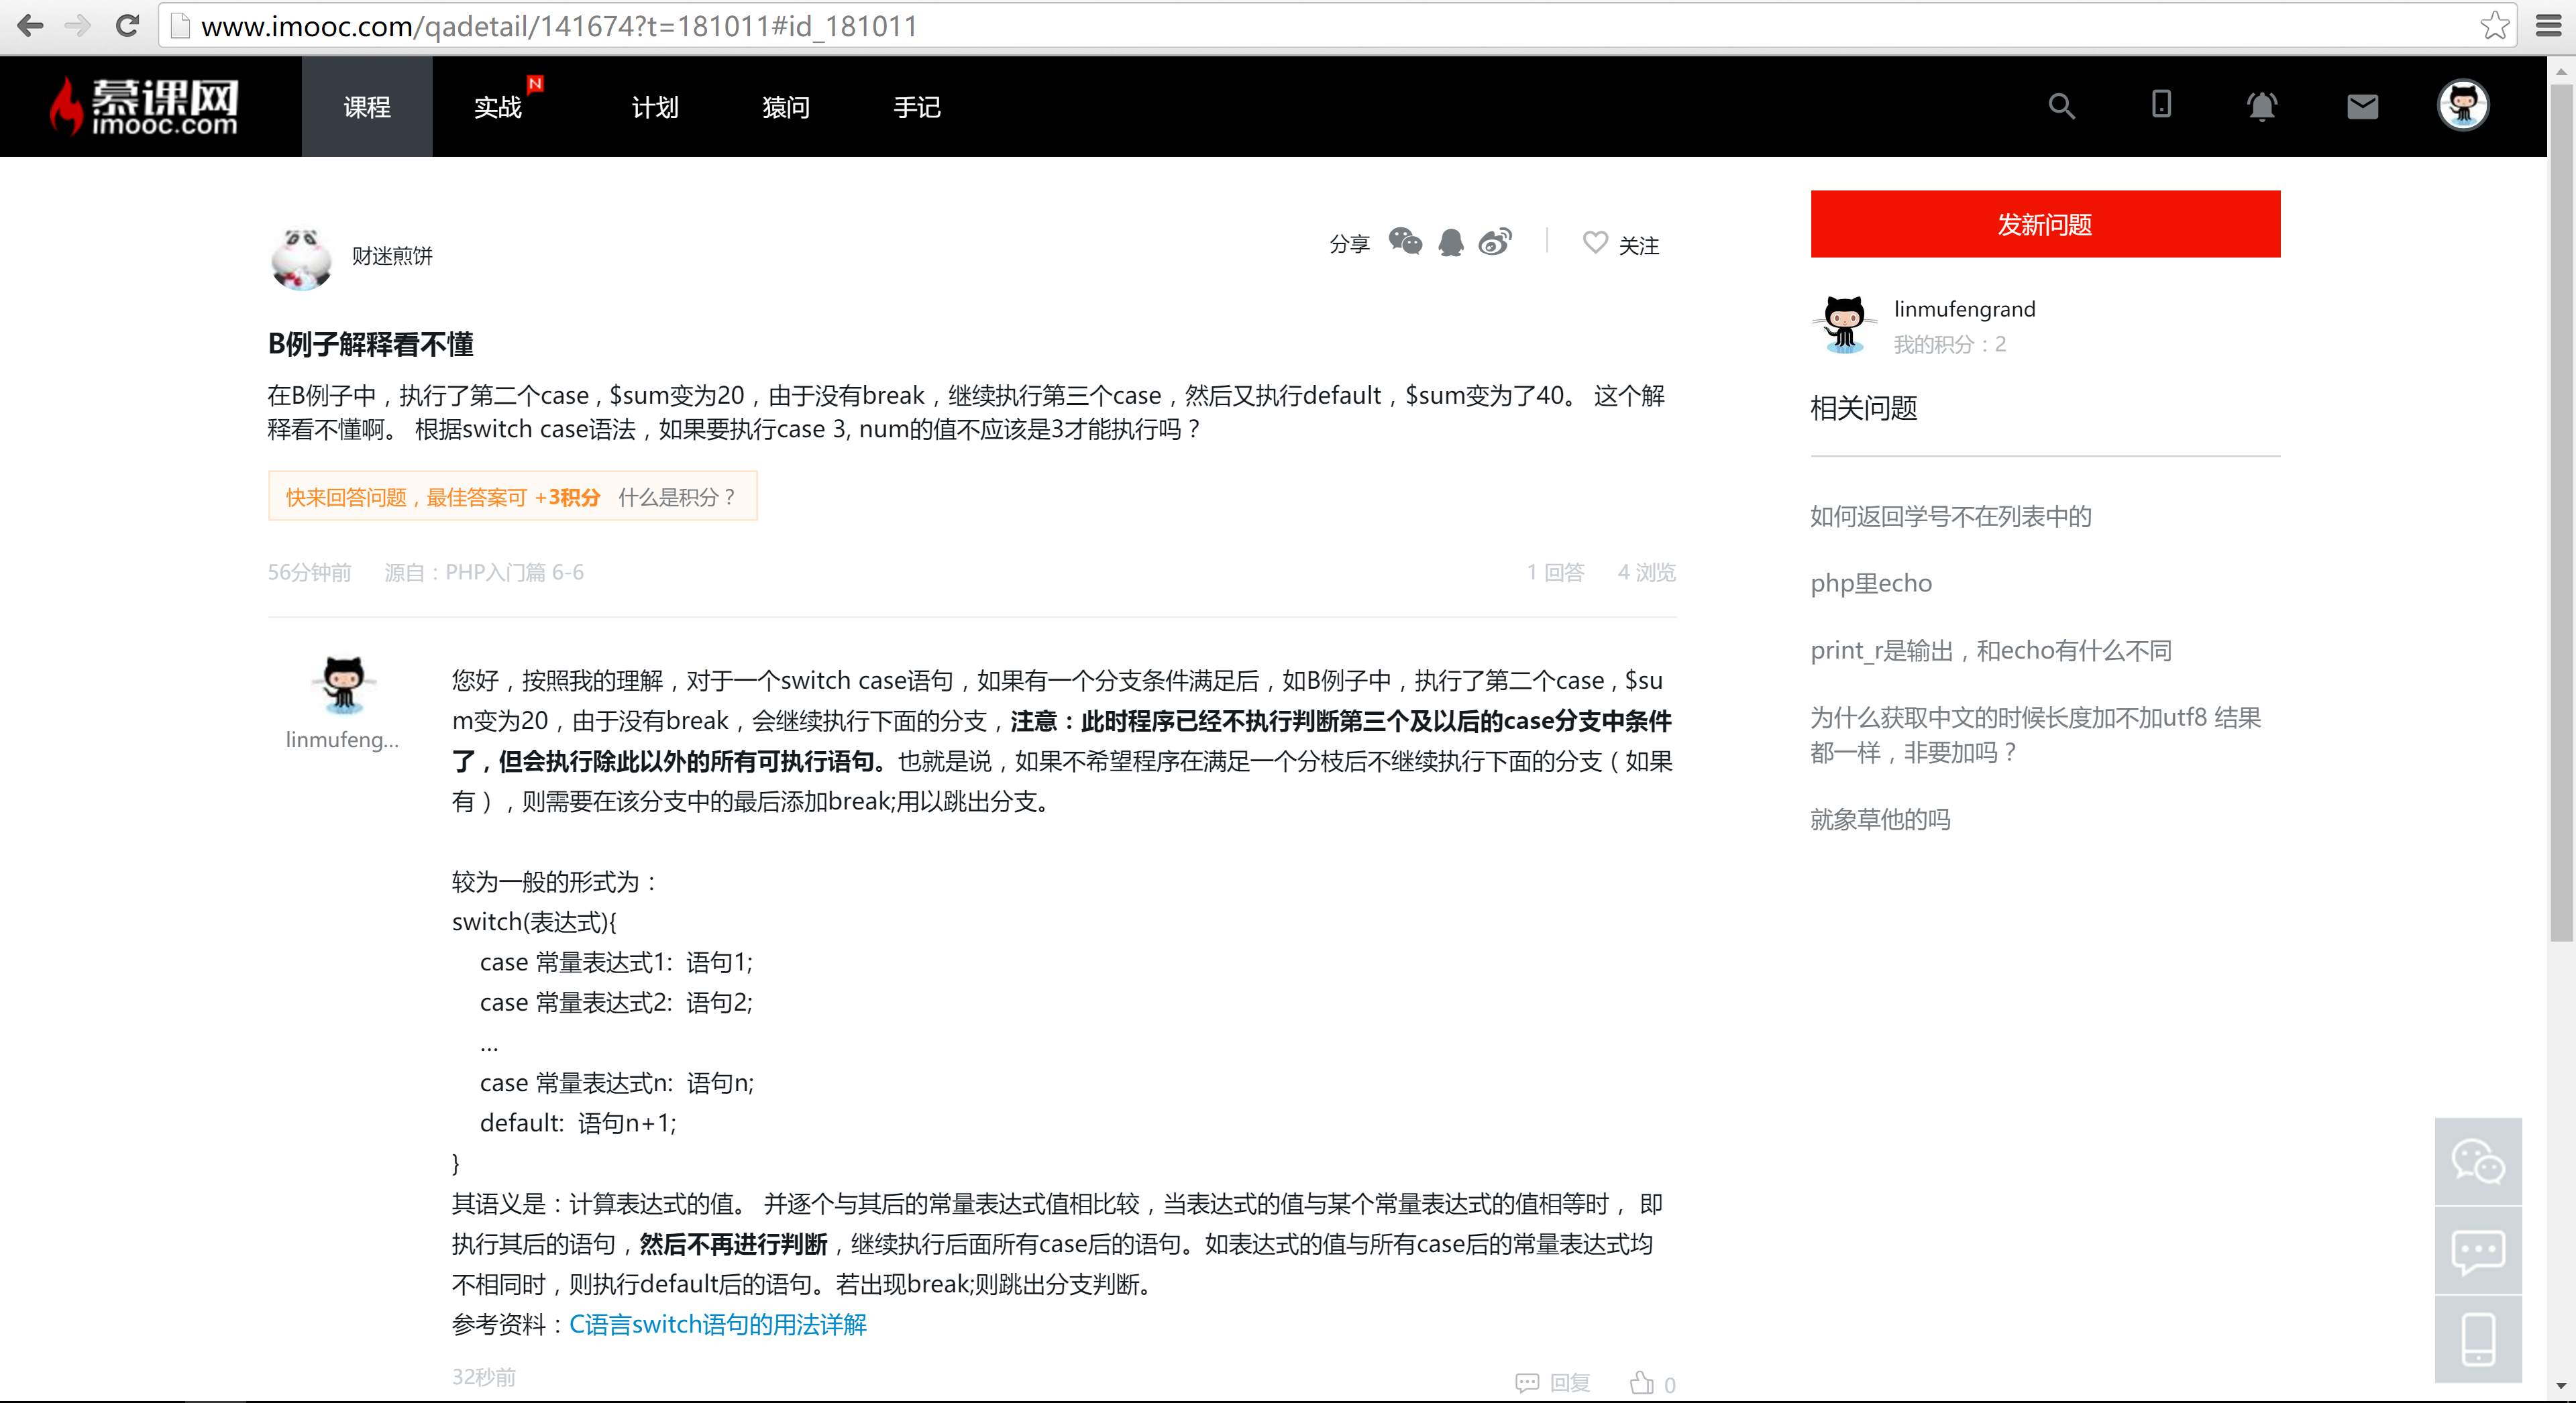 www.imooc.com/qadetail/141674?t=181011#id_181011
慕课网
imooc.com
课程
实战
N
计划
猿问
手记
财迷煎饼
分享
关注
B例子解释看不懂
在B例子中，执行了第二个case , $sum变为20，由于没有break，继续执行第三个case，然后又执行default，$sum变为了40。 这个解
释看不懂啊。 根据switch case语法，如果要执行case 3, num的值不应该是3才能执行吗？
快来回答问题，最佳答案可 +3积分 什么是积分？
56分钟前 源自：PHP入门篇 6-6
1 回答 4 浏览
linmufeng...
您好，按照我的理解，对于一个switch case语句，如果有一个分支条件满足后，如B例子中，执行了第二个case , $su
m变为20，由于没有break，会继续执行下面的分支，注意：此时程序已经不执行判断第三个及以后的case分支中条件
了，但会执行除此以外的所有可执行语句。也就是说，如果不希望程序在满足一个分枝后不继续执行下面的分支（如果
有），则需要在该分支中的最后添加break;用以跳出分支。
较为一般的形式为：
switch(表达式){
case 常量表达式1: 语句1;
case 常量表达式2: 语句2;
...
case 常量表达式n: 语句n;
default: 语句n+1;
}
其语义是：计算表达式的值。 并逐个与其后的常量表达式值相比较，当表达式的值与某个常量表达式的值相等时， 即
执行其后的语句，然后不再进行判断，继续执行后面所有case后的语句。如表达式的值与所有case后的常量表达式均
不相同时，则执行default后的语句。若出现break;则跳出分支判断。
参考资料：C语言switch语句的用法详解
32秒前
回复
0
发新问题
linmufengrand
我的积分：2
相关问题
如何返回学号不在列表中的
php里echo
print_r是输出，和echo有什么不同
为什么获取中文的时候长度加不加utf8 结果
都一样，非要加吗？
就象草他的吗